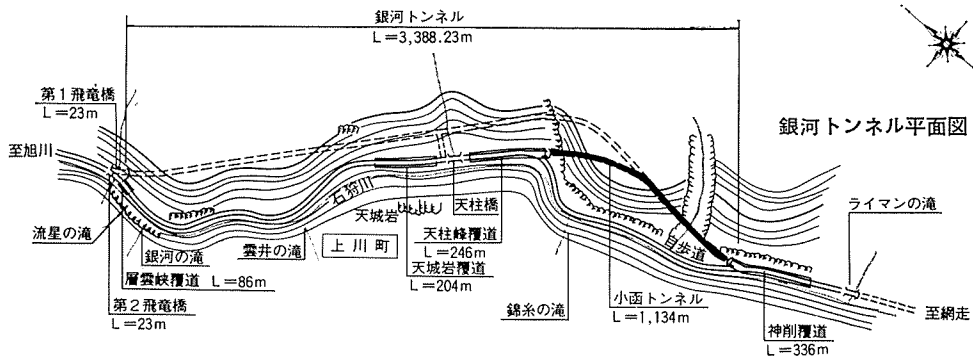 銀河トンネル
L=3,388.23m
第1飛竜橋
L=23m
銀河トンネル平面図
至旭川
石狩川
天城岩
天柱橋
ライマンの滝
流星の滝
銀河の滝
雲井の滝
上川町
天柱峰覆道
L=246m
歩道
層雲峡覆道 L=86m
天城岩覆道
L=204m
第2飛竜橋
L=23m
錦糸の滝
小函トンネル
L=1,134m
至網走
神削覆道
L=336m